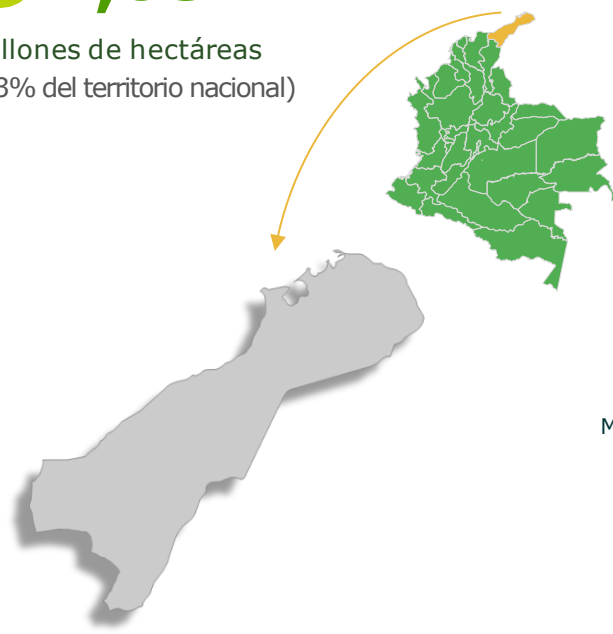 llones de hectáreas
3% del territorio nacional)
M